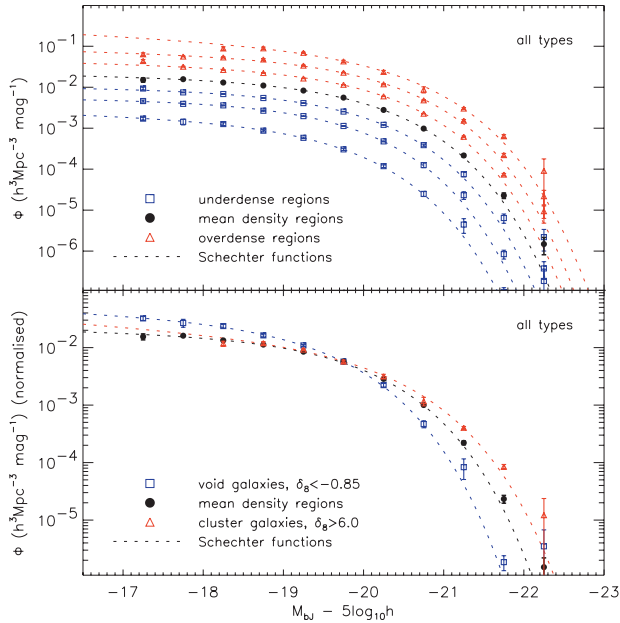 all types
Φ (h³Mpc⁻³ mag⁻¹)
10⁻¹
10⁻²
10⁻³
10⁻⁴
10⁻⁵
10⁻⁶
underdense regions
mean density regions
overdense regions
Schechter functions
all types
Φ (h³Mpc⁻³ mag⁻¹) (normalised)
10⁻²
10⁻³
10⁻⁴
10⁻⁵
void galaxies, δ₈<−0.85
mean density regions
cluster galaxies, δ₈>6.0
Schechter functions
−17 −18 −19 −20 −21 −22 −23
M_bJ − 5log₁₀h